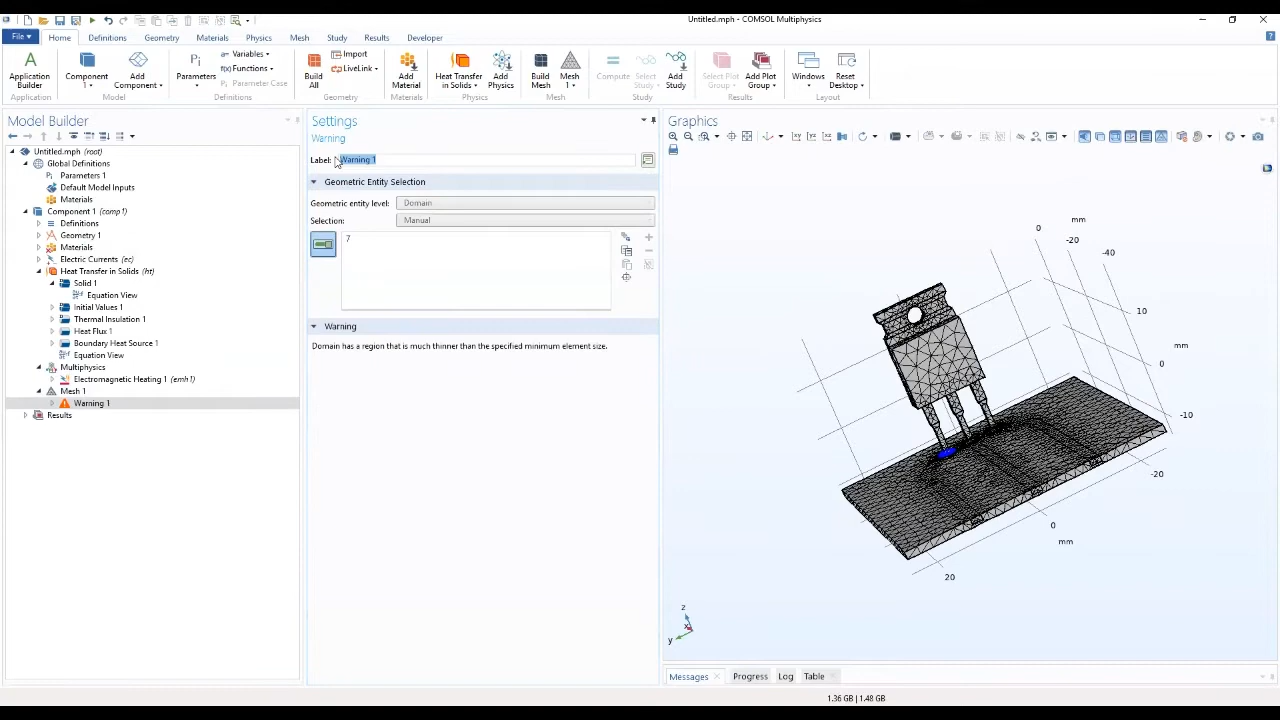 Untitled.mph - COMSOL Multiphysics
File Home Definitions Geometry Materials Physics Mesh Study Results Developer
Application Builder
Component 1
Add Component
Parameters
Variables
Functions
Parameter Case
Build All
Import
LiveLink
Add Material
Heat Transfer in Solids
Add Physics
Build Mesh
Mesh 1
Compute
Select Study
Add Study
Select Plot Group
Add Plot Group
Windows
Reset Desktop
Application Model Definitions Geometry Materials Physics Mesh Study Results Layout
Model Builder
Untitled.mph (root)
Global Definitions
Pi Parameters 1
Default Model Inputs
Materials
Component 1 (comp1)
Definitions
Geometry 1
Materials
Electric Currents (ec)
Heat Transfer in Solids (ht)
Solid 1
Equation View
Initial Values 1
Thermal Insulation 1
Heat Flux 1
Boundary Heat Source 1
Equation View
Multiphysics
Electromagnetic Heating 1 (emh1)
Mesh 1
Warning 1
Results
Settings
Warning
Label: Warning 1
Geometric Entity Selection
Geometric entity level: Domain
Selection: Manual
7
Warning
Domain has a region that is much thinner than the specified minimum element size.
Graphics
mm
0
-20
-40
10
mm
0
-10
-20
0
mm
20
z
y x
Messages Progress Log Table
1.36 GB | 1.48 GB